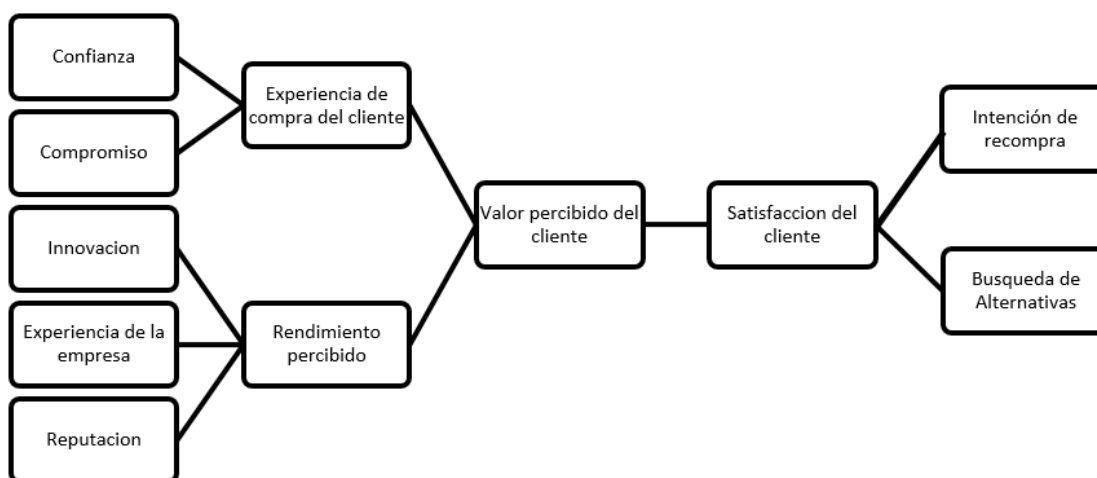 Confianza
Compromiso
Innovacion
Experiencia de la
empresa
Reputacion
Experiencia de
compra del cliente
Rendimiento
percibido
Valor percibido del
cliente
Satisfaccion del
cliente
Intención de
recompra
Busqueda de
Alternativas